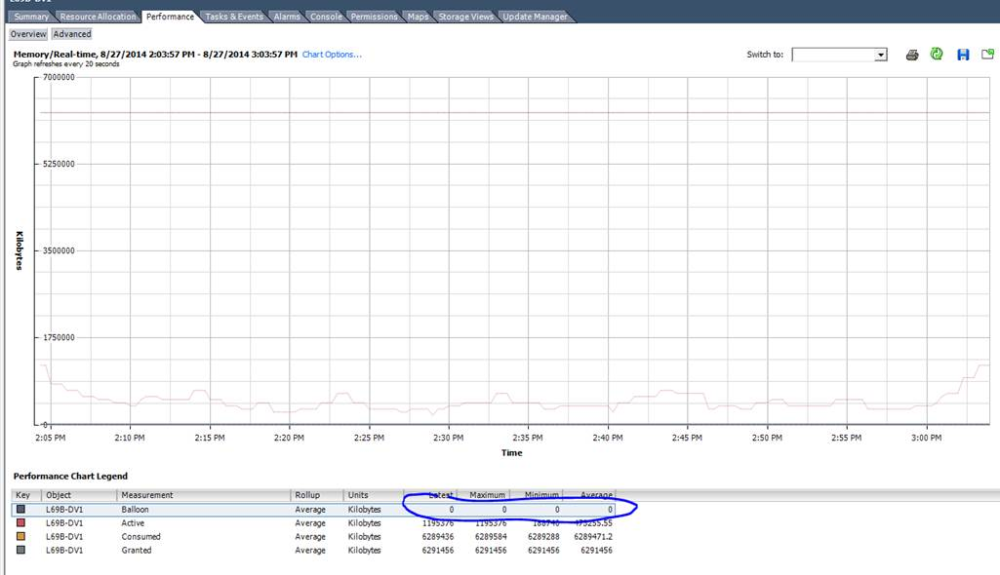 Summary Resource Allocation Performance Tasks & Events Alarms Console Permissions Maps Storage Views Update Manager
Overview Advanced
Memory/Real-time, 8/27/2014 2:03:57 PM - 8/27/2014 3:03:57 PM Chart Options... Switch to:
Graph refreshes every 20 seconds
7000000
5250000
3500000
Kilobytes
1750000
0
2:05 PM 2:10 PM 2:15 PM 2:20 PM 2:25 PM 2:30 PM 2:35 PM 2:40 PM 2:45 PM 2:50 PM 2:55 PM 3:00 PM
Time
Performance Chart Legend
Key Object Measurement Rollup Units Latest Maximum Minimum Average
L69B-DV1 Balloon Average Kilobytes 0 0 0 0
L69B-DV1 Active Average Kilobytes 1195376 1195376
L69B-DV1 Consumed Average Kilobytes 6289436 6289584 6289288 6289471.2
L69B-DV1 Granted Average Kilobytes 6291456 6291456 6291456 6291456